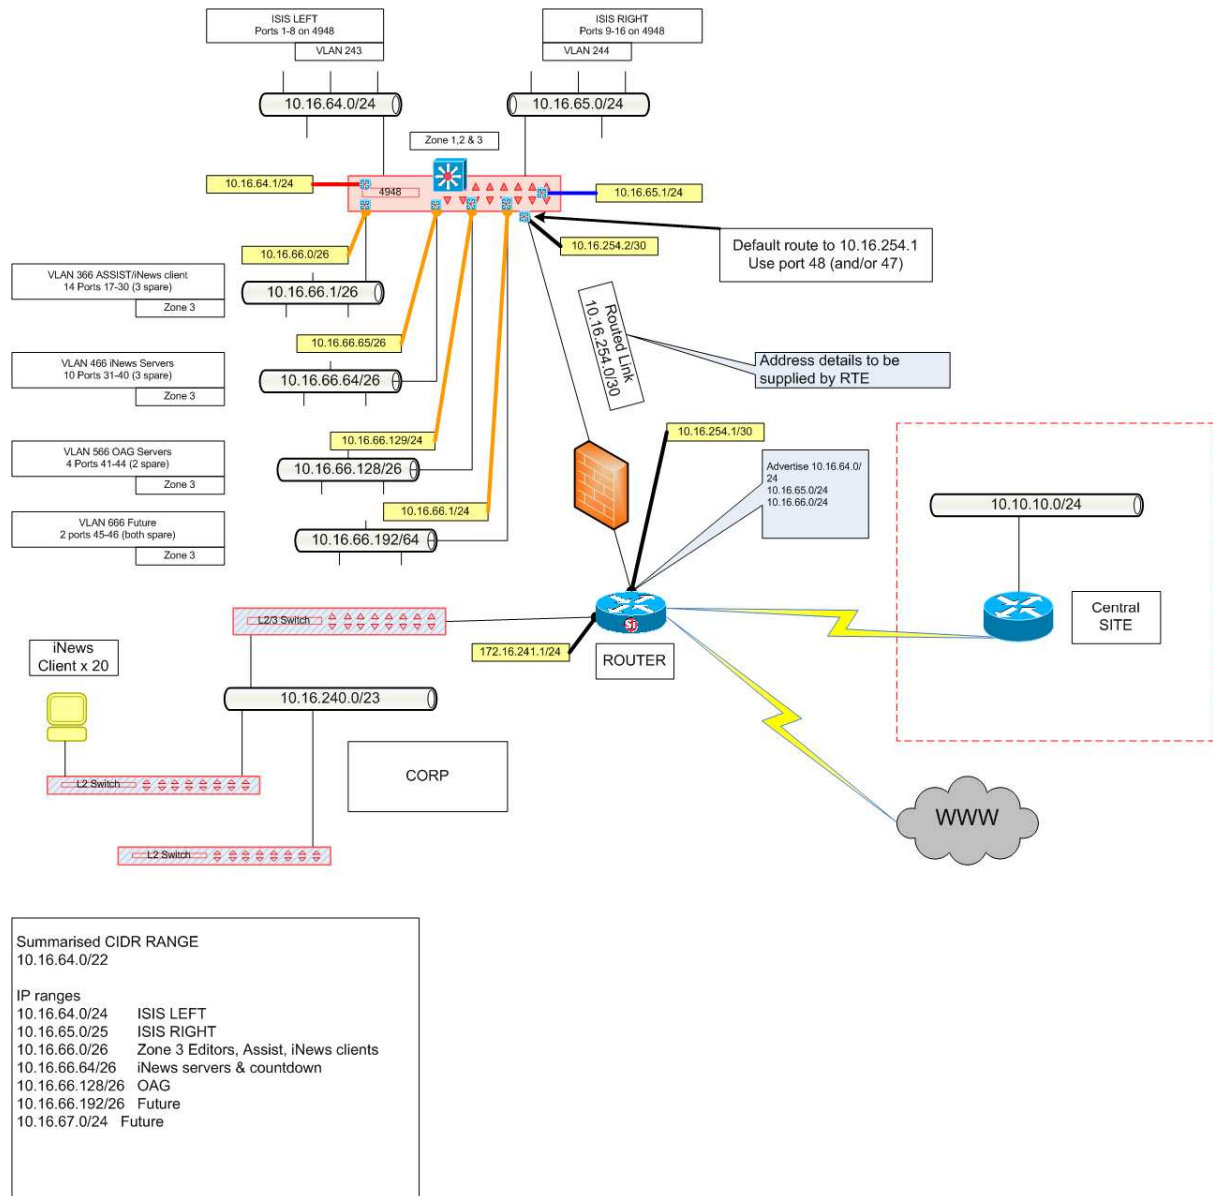 ISIS LEFT
Ports 1-8 on 4948
VLAN 243
ISIS RIGHT
Ports 9-16 on 4948
VLAN 244
10.16.64.0/24
10.16.65.0/24
Zone 1,2 & 3
10.16.64.1/24
4948
10.16.65.1/24
10.16.66.0/26
10.16.254.2/30
Default route to 10.16.254.1
Use port 48 (and/or 47)
VLAN 366 ASSIST/iNews client
14 Ports 17-30 (3 spare)
Zone 3
10.16.66.1/26
Routed Link
10.16.254.0/30
10.16.66.65/26
VLAN 466 iNews Servers
10 Ports 31-40 (3 spare)
Zone 3
10.16.66.64/26
Address details to be
supplied by RTE
10.16.66.129/24
10.16.254.1/30
VLAN 566 OAG Servers
4 Ports 41-44 (2 spare)
Zone 3
10.16.66.128/26
Advertise 10.16.64.0/
24
10.16.65.0/24
10.16.66.0/24
10.10.10.0/24
10.16.66.1/24
VLAN 666 Future
2 ports 45-46 (both spare)
Zone 3
10.16.66.192/64
L2/3 Switch
Si
Central
SITE
iNews
Client x 20
172.16.241.1/24
ROUTER
10.16.240.0/23
CORP
L2 Switch
WWW
L2 Switch
Summarised CIDR RANGE
10.16.64.0/22
IP ranges
10.16.64.0/24 ISIS LEFT
10.16.65.0/25 ISIS RIGHT
10.16.66.0/26 Zone 3 Editors, Assist, iNews clients
10.16.66.64/26 iNews servers & countdown
10.16.66.128/26 OAG
10.16.66.192/26 Future
10.16.67.0/24 Future